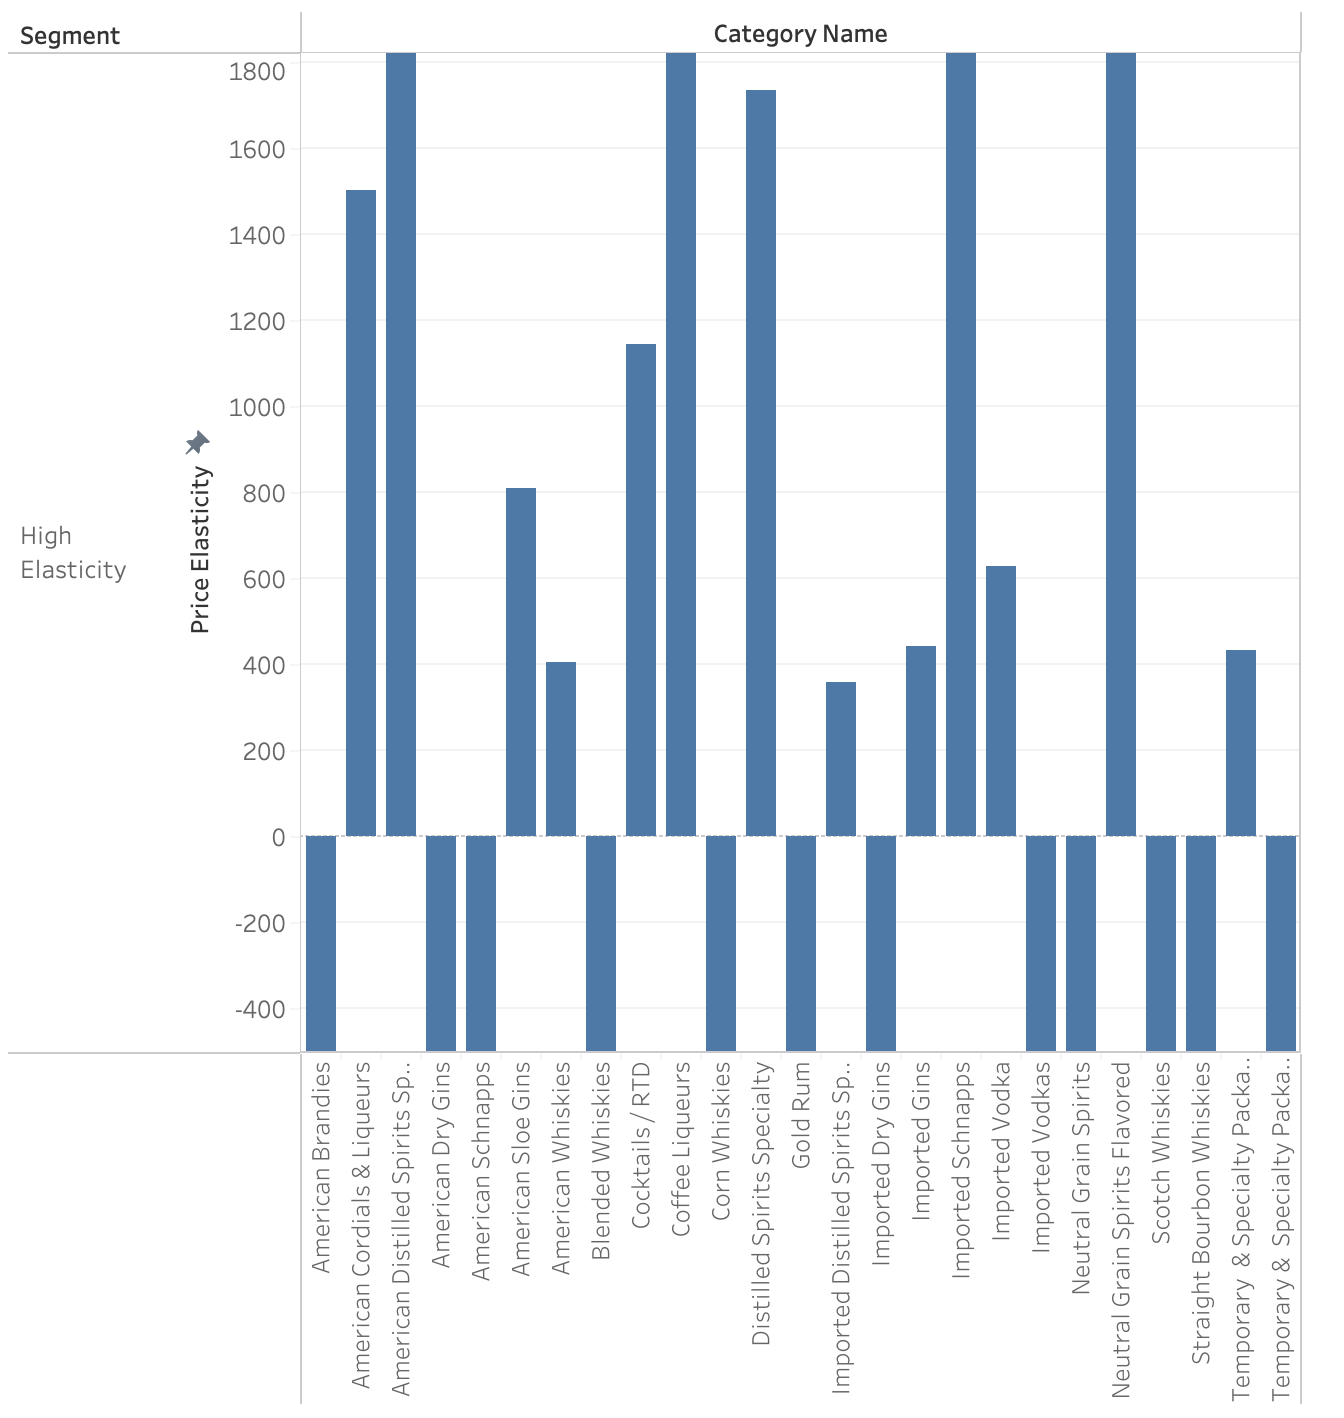 Segment
Category Name
1800
1600
1400
1200
1000
800
600
400
200
0
-200
-400
Price Elasticity
High
Elasticity
American Brandies
American Cordials & Liqueurs
American Distilled Spirits Sp..
American Dry Gins
American Schnapps
American Sloe Gins
American Whiskies
Blended Whiskies
Cocktails / RTD
Coffee Liqueurs
Corn Whiskies
Distilled Spirits Specialty
Gold Rum
Imported Distilled Spirits Sp..
Imported Dry Gins
Imported Gins
Imported Schnapps
Imported Vodka
Imported Vodkas
Neutral Grain Spirits
Neutral Grain Spirits Flavored
Scotch Whiskies
Straight Bourbon Whiskies
Temporary & Specialty Packa..
Temporary & Specialty Packa..